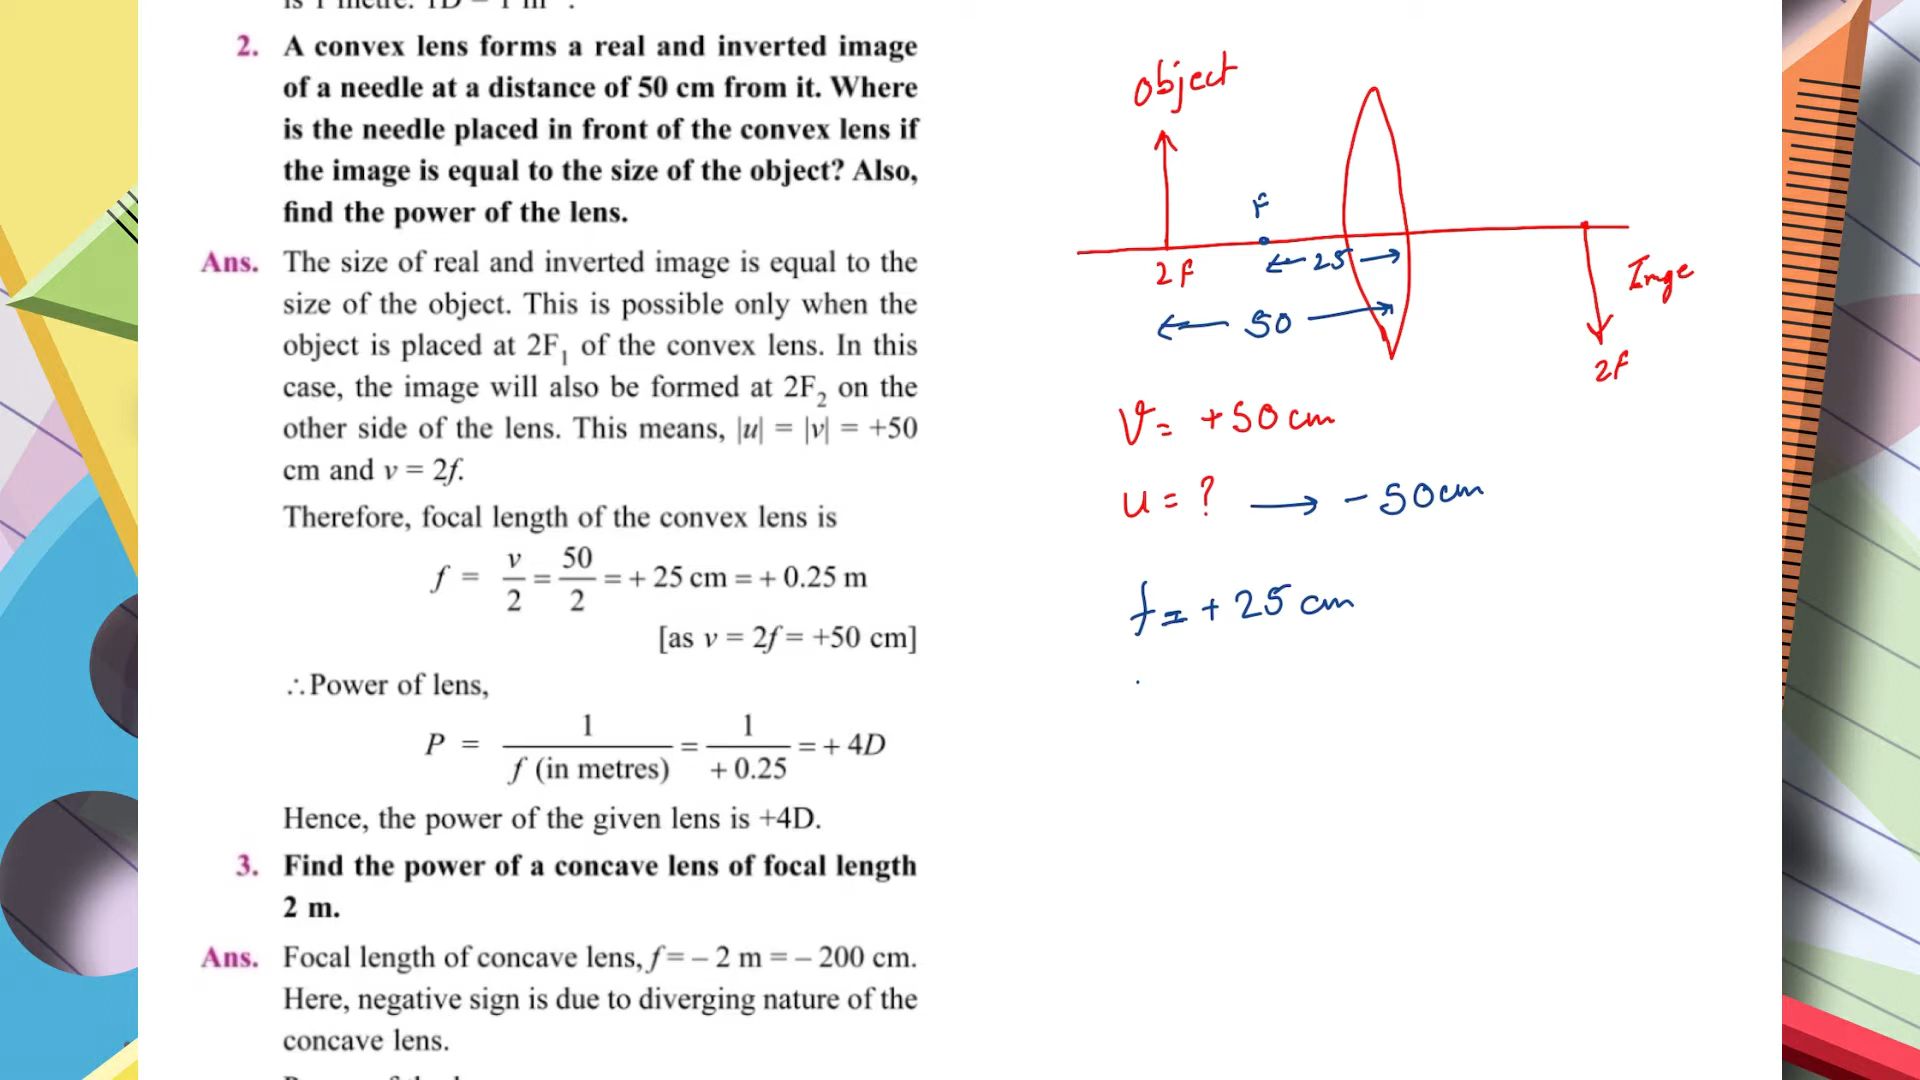 is 1 metre. 1D = 1 m⁻¹.
2. A convex lens forms a real and inverted image
of a needle at a distance of 50 cm from it. Where
is the needle placed in front of the convex lens if
the image is equal to the size of the object? Also,
find the power of the lens.
Ans. The size of real and inverted image is equal to the
size of the object. This is possible only when the
object is placed at 2F₁ of the convex lens. In this
case, the image will also be formed at 2F₂ on the
other side of the lens. This means, |u| = |v| = +50
cm and v = 2f.
Therefore, focal length of the convex lens is
f = v/2 = 50/2 = + 25 cm = + 0.25 m
[as v = 2f = +50 cm]
∴ Power of lens,
P = 1/f (in metres) = 1/+ 0.25 = + 4D
Hence, the power of the given lens is +4D.
3. Find the power of a concave lens of focal length
2 m.
Ans. Focal length of concave lens, f = – 2 m = – 200 cm.
Here, negative sign is due to diverging nature of the
concave lens.
object
F
2F
25
50
Imge
2F
V= +50 cm
u = ? → – 50cm
f = + 25 cm